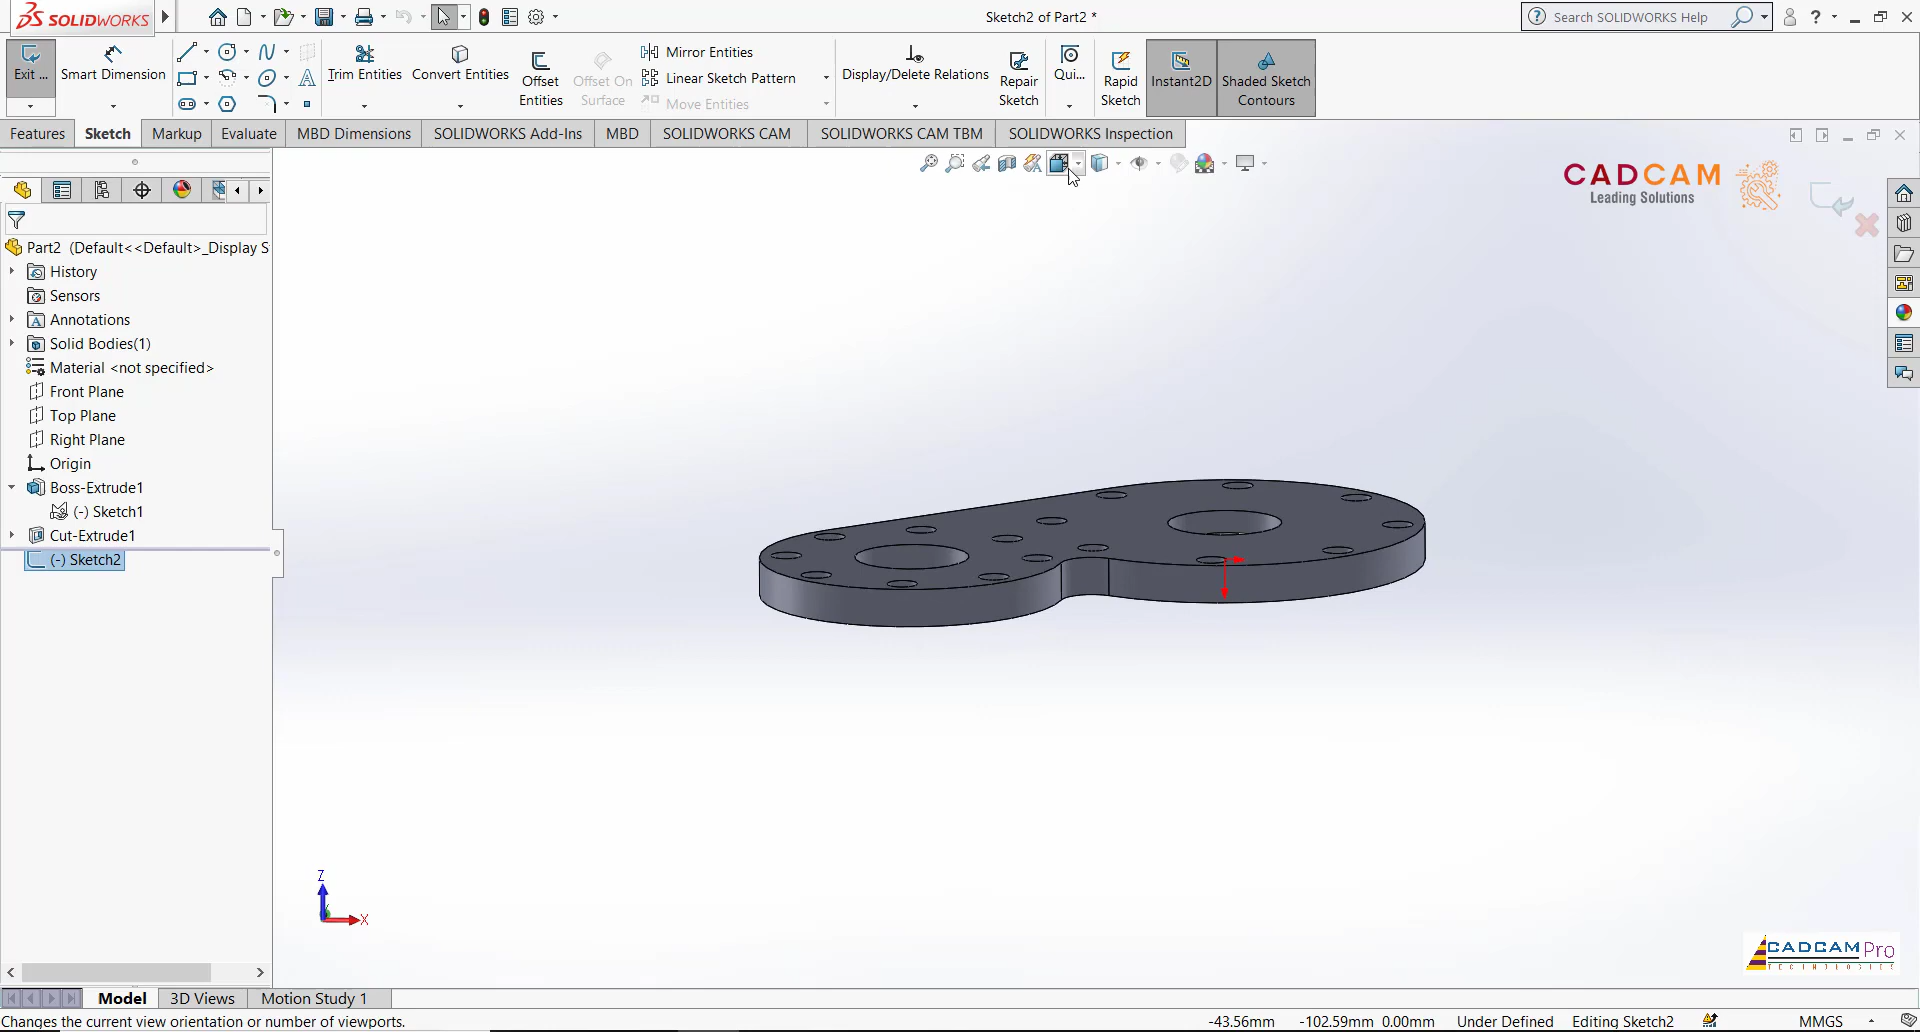 SOLIDWORKS
Sketch2 of Part2 *
Search SOLIDWORKS Help
Exit ...
Smart Dimension
Trim Entities
Convert Entities
Offset Entities
Offset On Surface
Mirror Entities
Linear Sketch Pattern
Move Entities
Display/Delete Relations
Repair Sketch
Qui...
Rapid Sketch
Instant2D
Shaded Sketch Contours
Features
Sketch
Markup
Evaluate
MBD Dimensions
SOLIDWORKS Add-Ins
MBD
SOLIDWORKS CAM
SOLIDWORKS CAM TBM
SOLIDWORKS Inspection
CADCAM
Leading Solutions
Part2 (Default<<Default>_Display S
History
Sensors
Annotations
Solid Bodies(1)
Material <not specified>
Front Plane
Top Plane
Right Plane
Origin
Boss-Extrude1
(-) Sketch1
Cut-Extrude1
(-) Sketch2
Z
X
CADCAM Pro
TECHNOLOGIES
Model
3D Views
Motion Study 1
Changes the current view orientation or number of viewports.
-43.56mm
-102.59mm
0.00mm
Under Defined
Editing Sketch2
MMGS